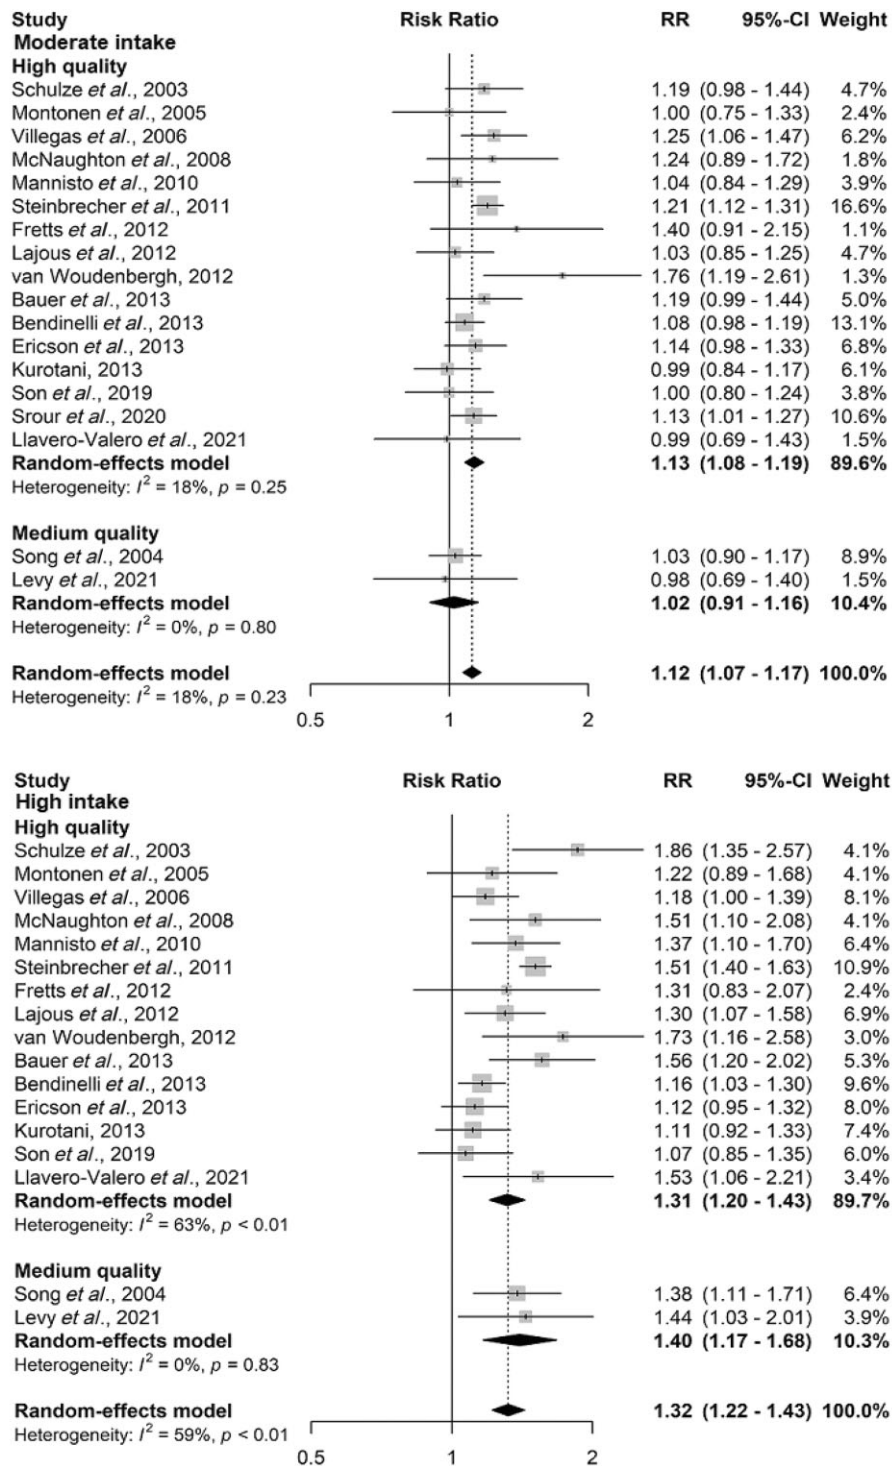 Study Risk Ratio RR 95%-CI Weight
Moderate intake
High quality
Schulze et al., 2003 1.19 (0.98 - 1.44) 4.7%
Montonen et al., 2005 1.00 (0.75 - 1.33) 2.4%
Villegas et al., 2006 1.25 (1.06 - 1.47) 6.2%
McNaughton et al., 2008 1.24 (0.89 - 1.72) 1.8%
Mannisto et al., 2010 1.04 (0.84 - 1.29) 3.9%
Steinbrecher et al., 2011 1.21 (1.12 - 1.31) 16.6%
Fretts et al., 2012 1.40 (0.91 - 2.15) 1.1%
Lajous et al., 2012 1.03 (0.85 - 1.25) 4.7%
van Woudenbergh, 2012 1.76 (1.19 - 2.61) 1.3%
Bauer et al., 2013 1.19 (0.99 - 1.44) 5.0%
Bendinelli et al., 2013 1.08 (0.98 - 1.19) 13.1%
Ericson et al., 2013 1.14 (0.98 - 1.33) 6.8%
Kurotani, 2013 0.99 (0.84 - 1.17) 6.1%
Son et al., 2019 1.00 (0.80 - 1.24) 3.8%
Srour et al., 2020 1.13 (1.01 - 1.27) 10.6%
Llavero-Valero et al., 2021 0.99 (0.69 - 1.43) 1.5%
Random-effects model 1.13 (1.08 - 1.19) 89.6%
Heterogeneity: I² = 18%, p = 0.25
Medium quality
Song et al., 2004 1.03 (0.90 - 1.17) 8.9%
Levy et al., 2021 0.98 (0.69 - 1.40) 1.5%
Random-effects model 1.02 (0.91 - 1.16) 10.4%
Heterogeneity: I² = 0%, p = 0.80
Random-effects model 1.12 (1.07 - 1.17) 100.0%
Heterogeneity: I² = 18%, p = 0.23
0.5 1 2
Study Risk Ratio RR 95%-CI Weight
High intake
High quality
Schulze et al., 2003 1.86 (1.35 - 2.57) 4.1%
Montonen et al., 2005 1.22 (0.89 - 1.68) 4.1%
Villegas et al., 2006 1.18 (1.00 - 1.39) 8.1%
McNaughton et al., 2008 1.51 (1.10 - 2.08) 4.1%
Mannisto et al., 2010 1.37 (1.10 - 1.70) 6.4%
Steinbrecher et al., 2011 1.51 (1.40 - 1.63) 10.9%
Fretts et al., 2012 1.31 (0.83 - 2.07) 2.4%
Lajous et al., 2012 1.30 (1.07 - 1.58) 6.9%
van Woudenbergh, 2012 1.73 (1.16 - 2.58) 3.0%
Bauer et al., 2013 1.56 (1.20 - 2.02) 5.3%
Bendinelli et al., 2013 1.16 (1.03 - 1.30) 9.6%
Ericson et al., 2013 1.12 (0.95 - 1.32) 8.0%
Kurotani, 2013 1.11 (0.92 - 1.33) 7.4%
Son et al., 2019 1.07 (0.85 - 1.35) 6.0%
Llavero-Valero et al., 2021 1.53 (1.06 - 2.21) 3.4%
Random-effects model 1.31 (1.20 - 1.43) 89.7%
Heterogeneity: I² = 63%, p < 0.01
Medium quality
Song et al., 2004 1.38 (1.11 - 1.71) 6.4%
Levy et al., 2021 1.44 (1.03 - 2.01) 3.9%
Random-effects model 1.40 (1.17 - 1.68) 10.3%
Heterogeneity: I² = 0%, p = 0.83
Random-effects model 1.32 (1.22 - 1.43) 100.0%
Heterogeneity: I² = 59%, p < 0.01
0.5 1 2